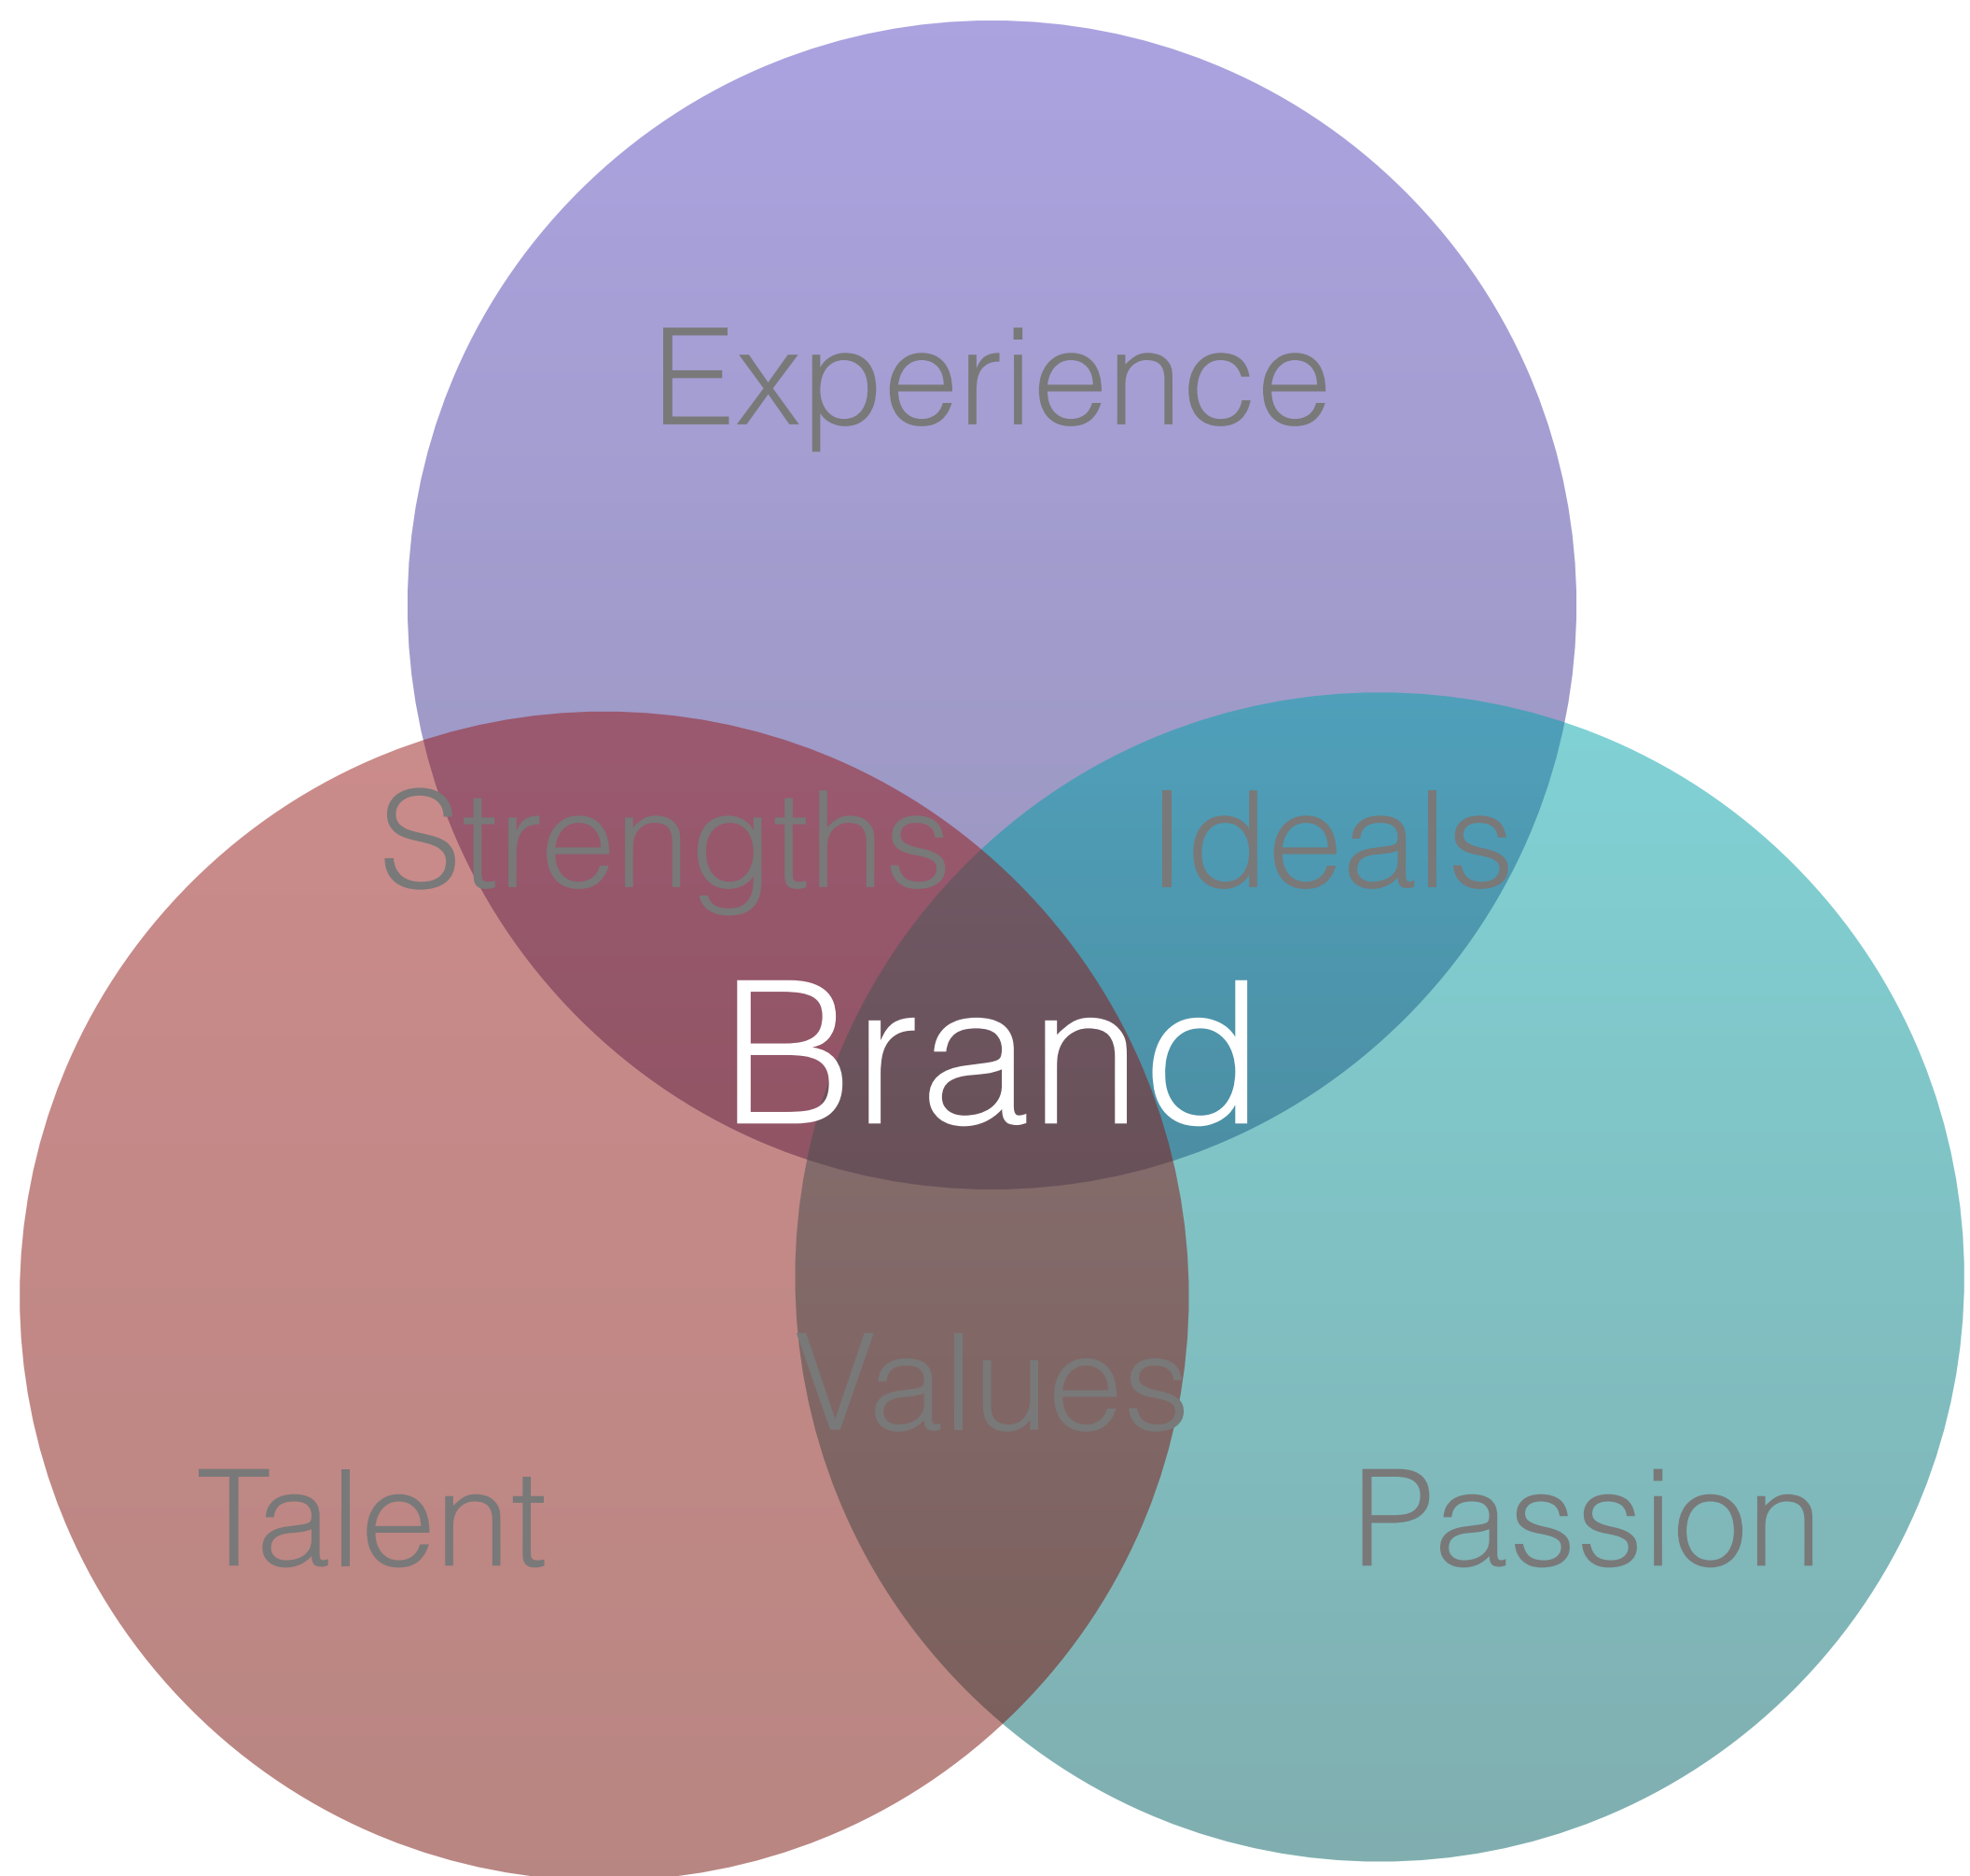 Experience
Strengths
Ideals
Brand
Values
Talent
Passion